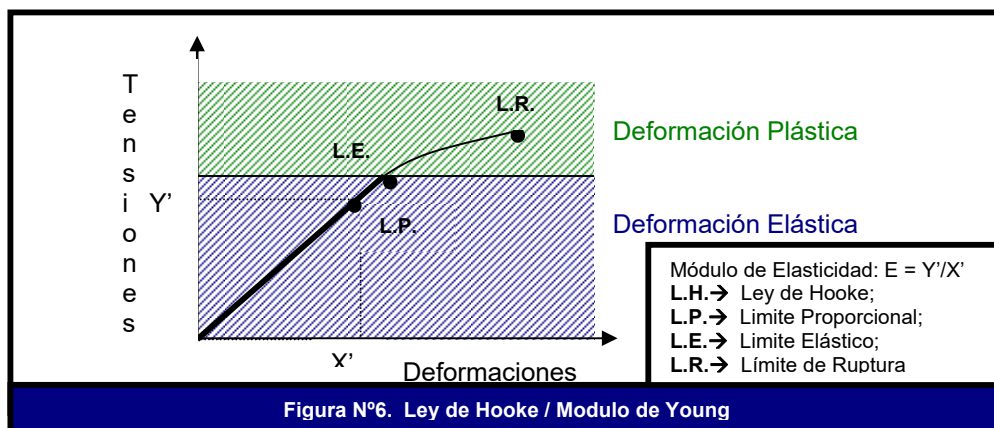 Tensiones
L.R.
Deformación Plástica
L.E.
Y’
L.P.
Deformación Elástica
X’
Deformaciones
Módulo de Elasticidad: E = Y’/X’
L.H.→ Ley de Hooke;
L.P.→ Limite Proporcional;
L.E.→ Limite Elástico;
L.R.→ Límite de Ruptura
Figura Nº6. Ley de Hooke / Modulo de Young